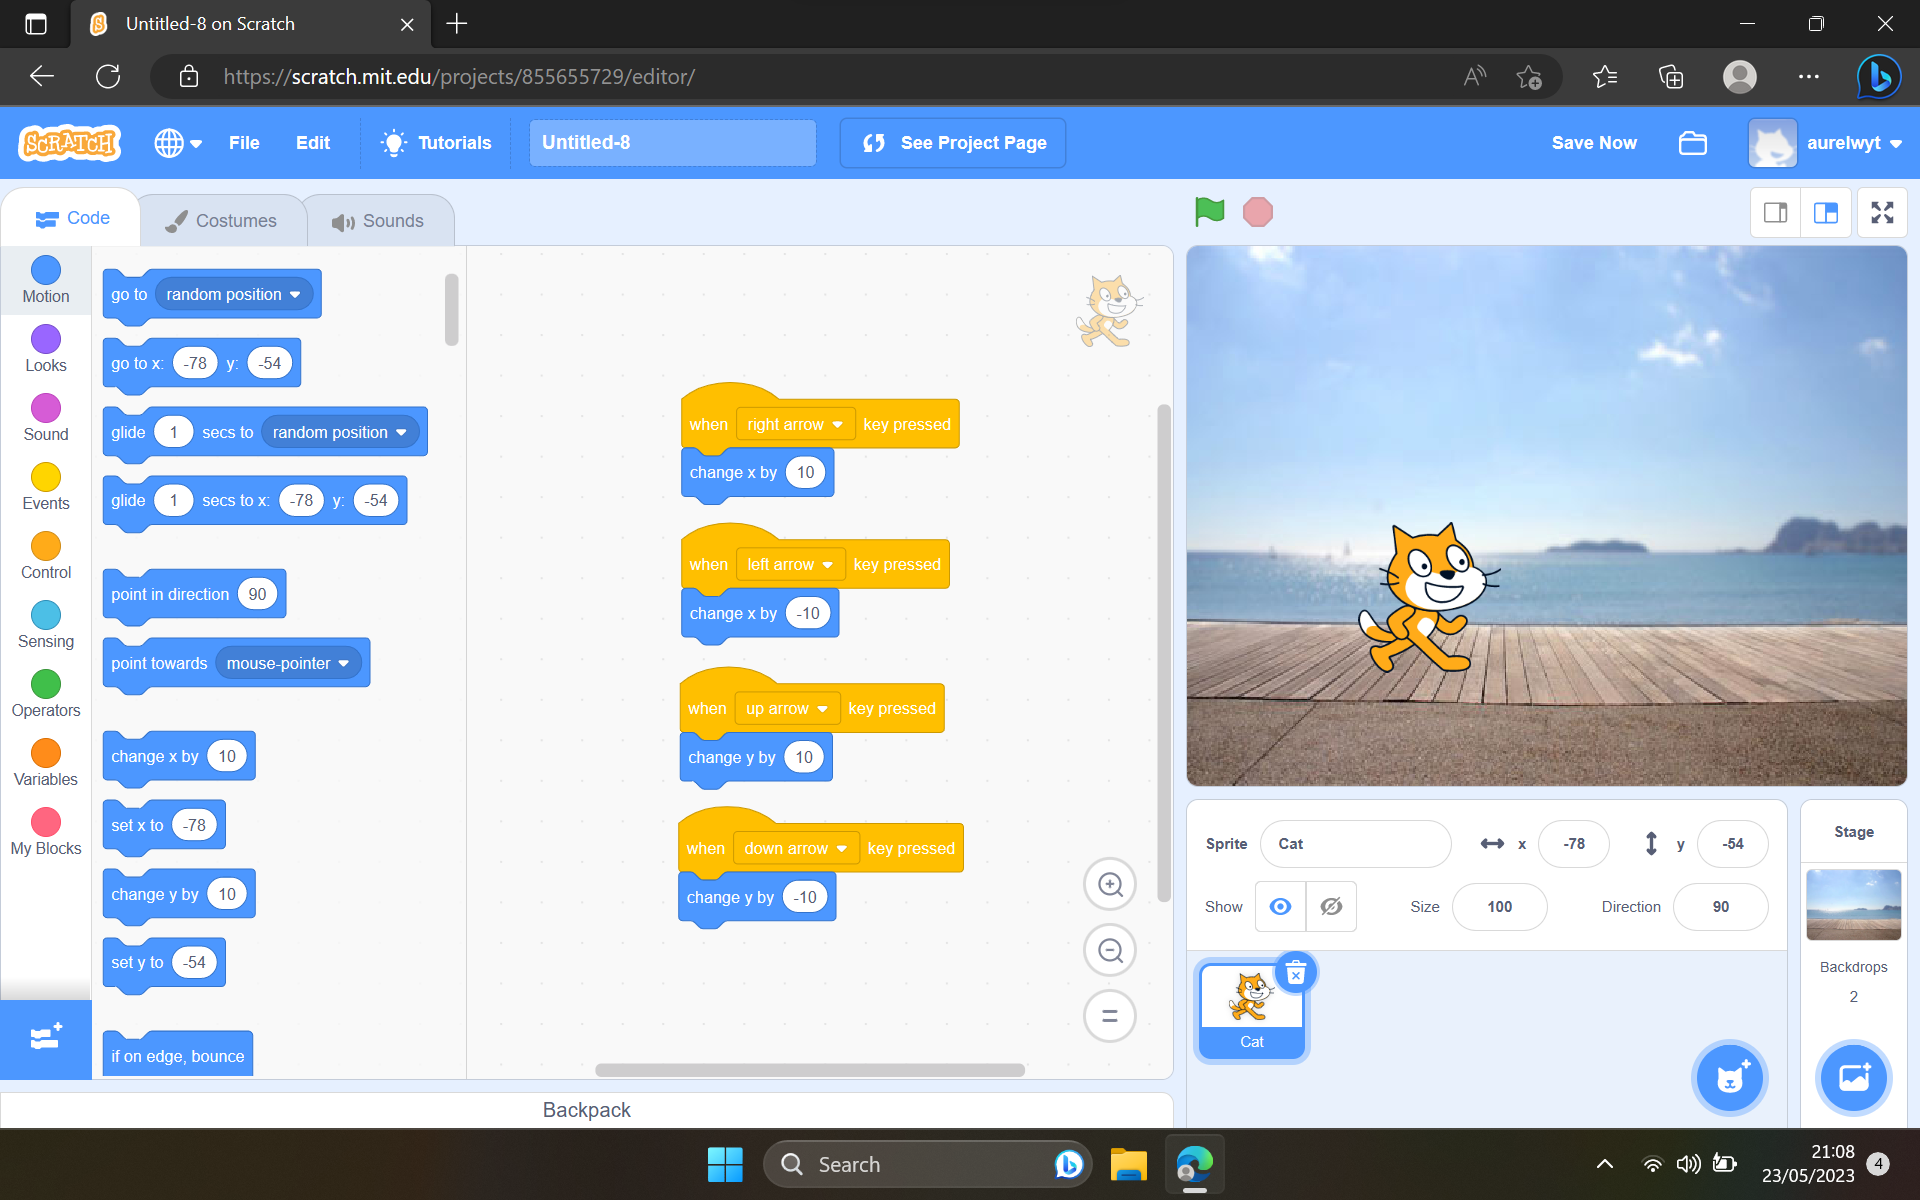 Untitled-8 on Scratch
https://scratch.mit.edu/projects/855655729/editor/
SCRATCH
File
Edit
Tutorials
Untitled-8
See Project Page
Save Now
aurelwyt
Code
Costumes
Sounds
Motion
Looks
Sound
Events
Control
Sensing
Operators
Variables
My Blocks
go to random position
go to x: -78 y: -54
glide 1 secs to random position
glide 1 secs to x: -78 y: -54
point in direction 90
point towards mouse-pointer
change x by 10
set x to -78
change y by 10
set y to -54
if on edge, bounce
when right arrow key pressed
change x by 10
when left arrow key pressed
change x by -10
when up arrow key pressed
change y by 10
when down arrow key pressed
change y by -10
Backpack
Sprite Cat x -78 y -54
Show Size 100 Direction 90
Cat
Stage
Backdrops
2
Search
21:08
23/05/2023
4